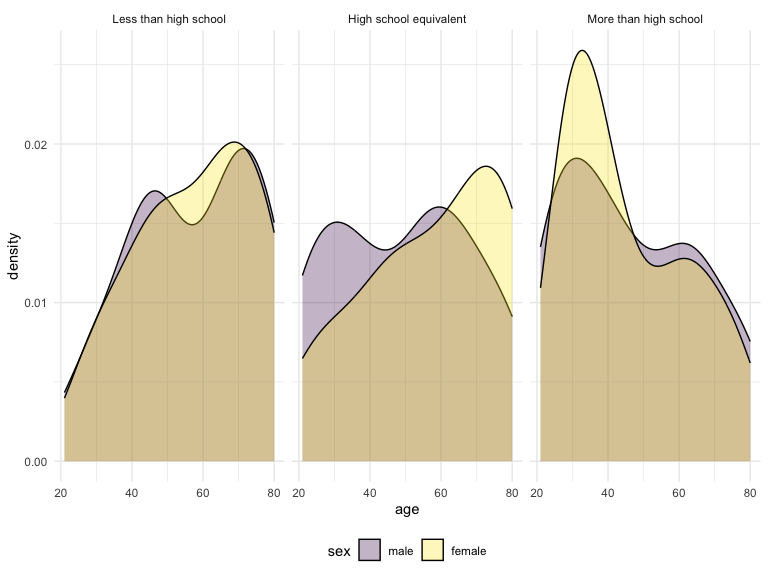 Less than high school High school equivalent More than high school
0.02
density
0.01
0.00
20 40 60 80 20 40 60 80 20 40 60 80
age
sex male female